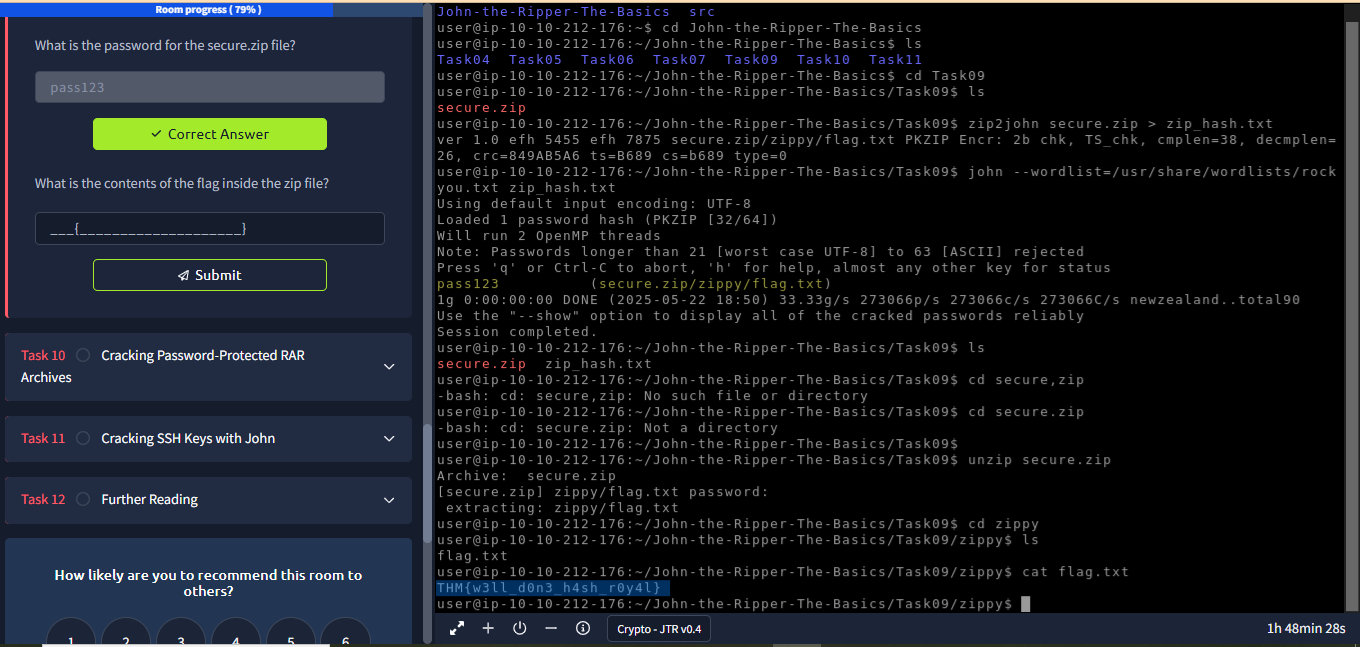 Room progress ( 79% )
What is the password for the secure.zip file?
pass123
Correct Answer
What is the contents of the flag inside the zip file?
___{____________________}
Submit
Task 10 Cracking Password-Protected RAR
Archives
Task 11 Cracking SSH Keys with John
Task 12 Further Reading
How likely are you to recommend this room to
others?
1 2 3 4 5 6
John-the-Ripper-The-Basics  src
user@ip-10-10-212-176:~$ cd John-the-Ripper-The-Basics
user@ip-10-10-212-176:~/John-the-Ripper-The-Basics$ ls
Task04  Task05  Task06  Task07  Task09  Task10  Task11
user@ip-10-10-212-176:~/John-the-Ripper-The-Basics$ cd Task09
user@ip-10-10-212-176:~/John-the-Ripper-The-Basics/Task09$ ls
secure.zip
user@ip-10-10-212-176:~/John-the-Ripper-The-Basics/Task09$ zip2john secure.zip > zip_hash.txt
ver 1.0 efh 5455 efh 7875 secure.zip/zippy/flag.txt PKZIP Encr: 2b chk, TS_chk, cmplen=38, decmplen=
26, crc=849AB5A6 ts=B689 cs=b689 type=0
user@ip-10-10-212-176:~/John-the-Ripper-The-Basics/Task09$ john --wordlist=/usr/share/wordlists/rock
you.txt zip_hash.txt
Using default input encoding: UTF-8
Loaded 1 password hash (PKZIP [32/64])
Will run 2 OpenMP threads
Note: Passwords longer than 21 [worst case UTF-8] to 63 [ASCII] rejected
Press 'q' or Ctrl-C to abort, 'h' for help, almost any other key for status
pass123          (secure.zip/zippy/flag.txt)
1g 0:00:00:00 DONE (2025-05-22 18:50) 33.33g/s 273066p/s 273066c/s 273066C/s newzealand..total90
Use the "--show" option to display all of the cracked passwords reliably
Session completed.
user@ip-10-10-212-176:~/John-the-Ripper-The-Basics/Task09$ ls
secure.zip  zip_hash.txt
user@ip-10-10-212-176:~/John-the-Ripper-The-Basics/Task09$ cd secure,zip
-bash: cd: secure,zip: No such file or directory
user@ip-10-10-212-176:~/John-the-Ripper-The-Basics/Task09$ cd secure.zip
-bash: cd: secure.zip: Not a directory
user@ip-10-10-212-176:~/John-the-Ripper-The-Basics/Task09$
user@ip-10-10-212-176:~/John-the-Ripper-The-Basics/Task09$ unzip secure.zip
Archive:  secure.zip
[secure.zip] zippy/flag.txt password:
 extracting: zippy/flag.txt
user@ip-10-10-212-176:~/John-the-Ripper-The-Basics/Task09$ cd zippy
user@ip-10-10-212-176:~/John-the-Ripper-The-Basics/Task09/zippy$ ls
flag.txt
user@ip-10-10-212-176:~/John-the-Ripper-The-Basics/Task09/zippy$ cat flag.txt
THM{w3ll_d0n3_h4sh_r0y4l}
user@ip-10-10-212-176:~/John-the-Ripper-The-Basics/Task09/zippy$
Crypto - JTR v0.4
1h 48min 28s